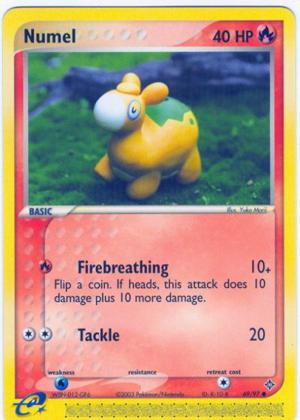 Numel 40 HP
Illus. Yuko Morii
BASIC
Firebreathing 10+
Flip a coin. If heads, this attack does 10
damage plus 10 more damage.
Tackle 20
weakness resistance retreat cost
©2003 Pokémon/Nintendo 69/97
e